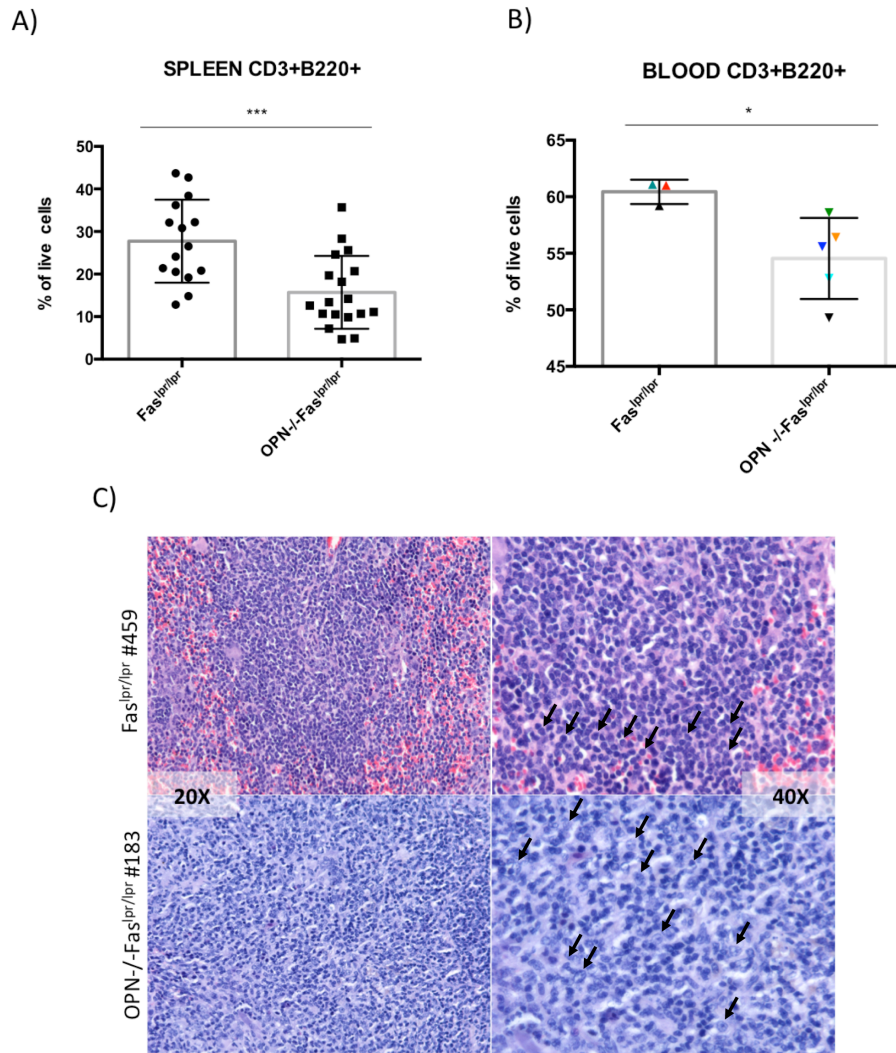 A)
SPLEEN CD3+B220+
***
50
40
30
20
10
0
% of live cells
Fas^lpr/lpr
OPN-/-Fas^lpr/lpr
B)
BLOOD CD3+B220+
*
65
60
55
50
45
% of live cells
Fas^lpr/lpr
OPN -/-Fas^lpr/lpr
C)
Fas^lpr/lpr #459
20X
40X
OPN-/-Fas^lpr/lpr #183